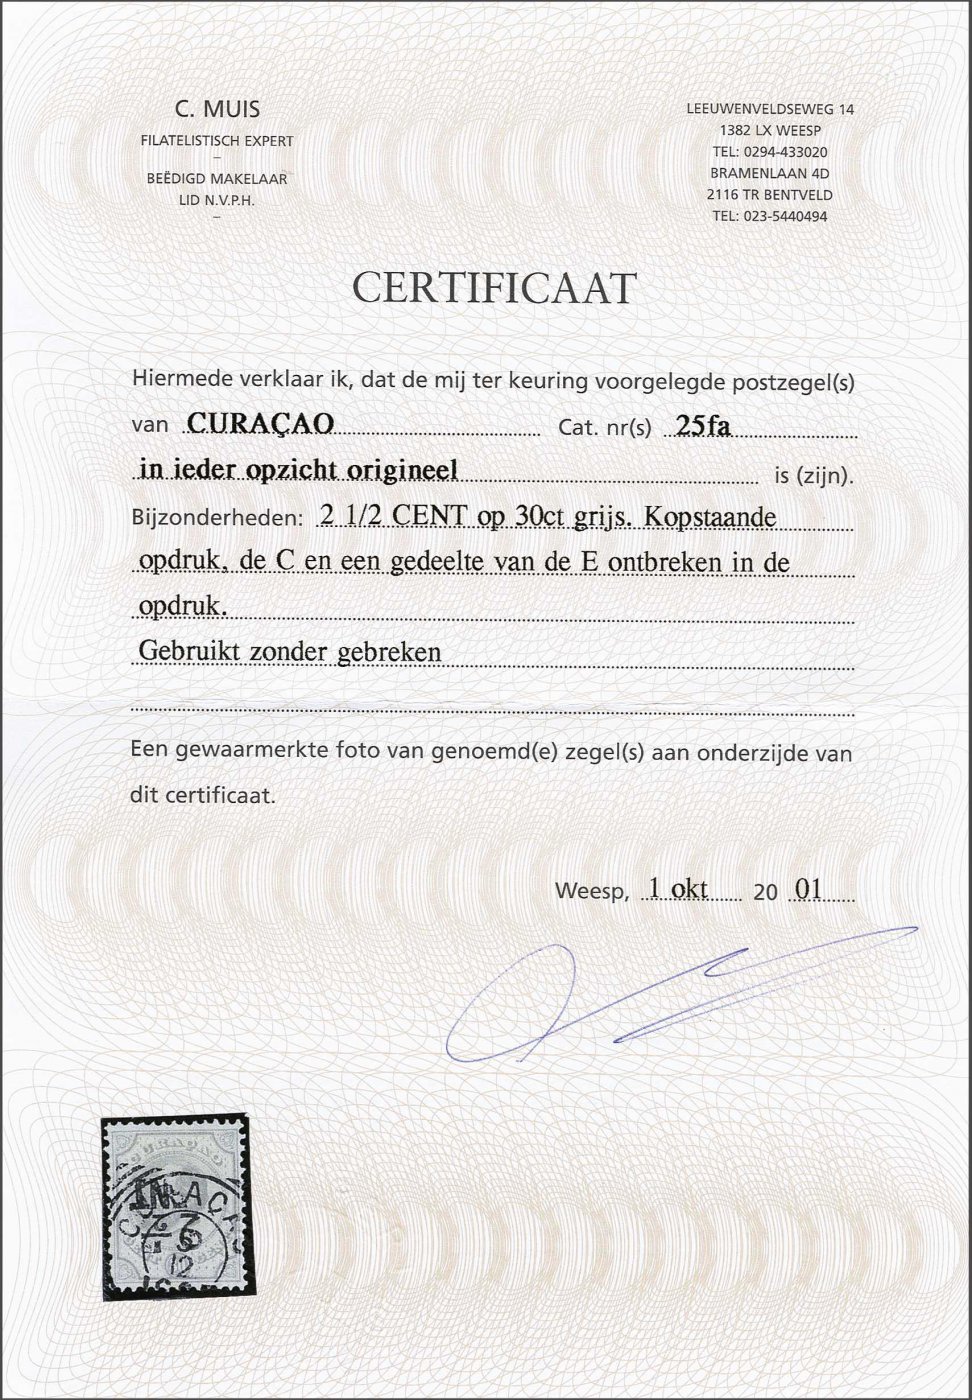 C. MUIS
FILATELISTISCH EXPERT
–
BEËDIGD MAKELAAR
LID N.V.P.H.
–
LEEUWENVELDSEWEG 14
1382 LX WEESP
TEL: 0294-433020
BRAMENLAAN 4D
2116 TR BENTVELD
TEL: 023-5440494
CERTIFICAAT
Hiermede verklaar ik, dat de mij ter keuring voorgelegde postzegel(s)
van CURAÇAO Cat. nr(s) 25fa
in ieder opzicht origineel is (zijn).
Bijzonderheden: 2 1/2 CENT op 30ct grijs. Kopstaande
opdruk, de C en een gedeelte van de E ontbreken in de
opdruk.
Gebruikt zonder gebreken
Een gewaarmerkte foto van genoemd(e) zegel(s) aan onderzijde van
dit certificaat.
Weesp, 1 okt 20 01
CURAÇAO
CURAÇA
12